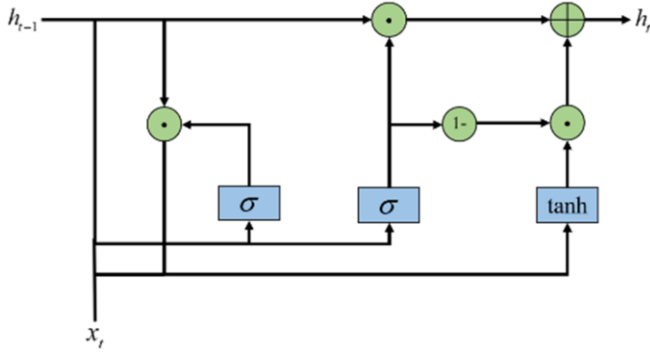 h_{t-1} h_t
1-
σ σ tanh
x_t